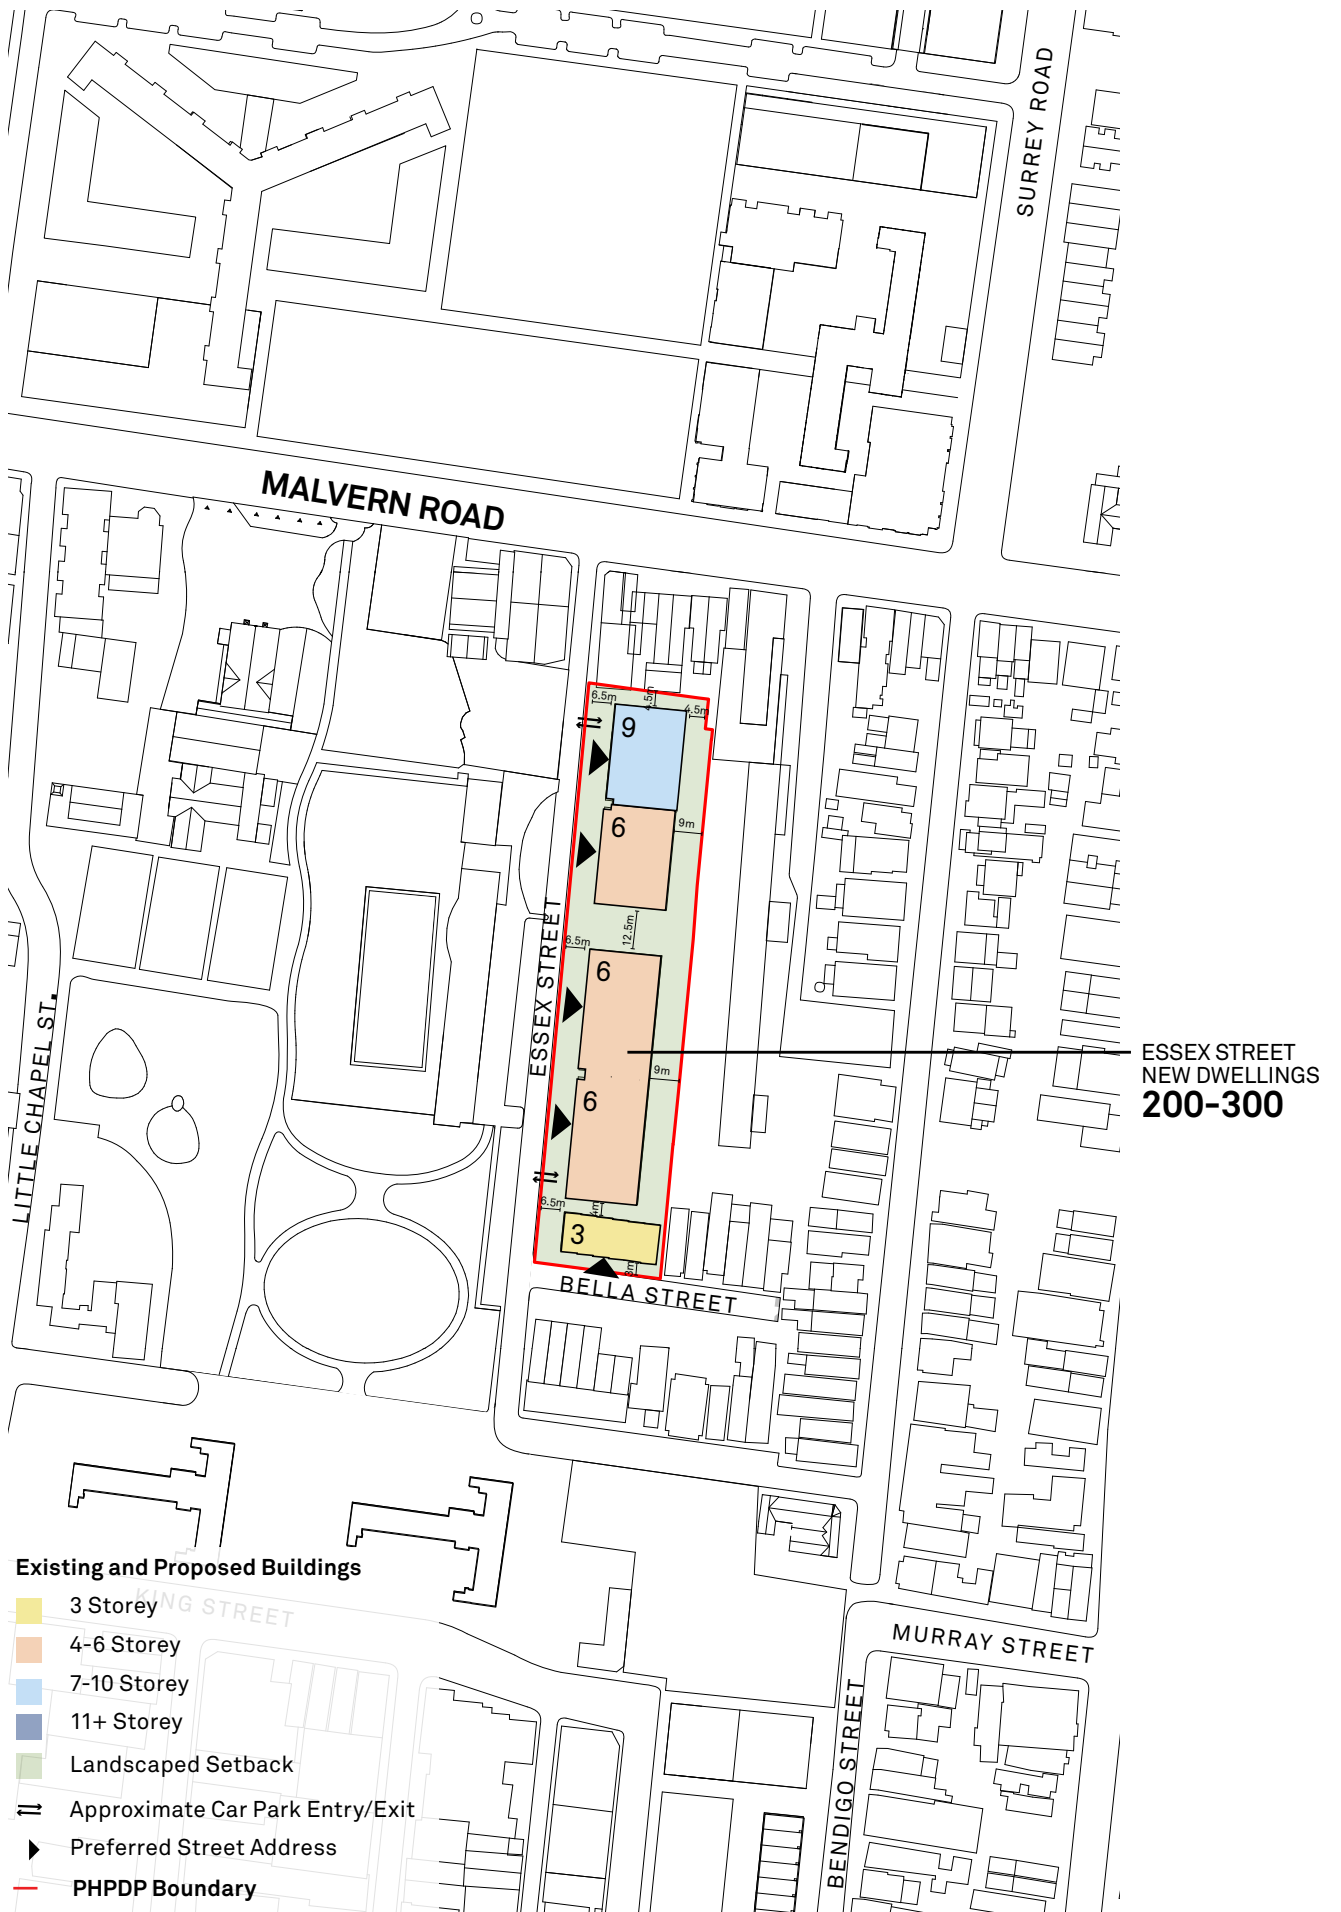 SURREY ROAD
MALVERN ROAD
6.5m
4.5m
4.5m
9
6
9m
12.5m
ESSEX STREET
6.5m
6
LITTLE CHAPEL ST.
ESSEX STREET
NEW DWELLINGS
200-300
9m
6
6.5m
4m
3
3m
BELLA STREET
Existing and Proposed Buildings
KING STREET
3 Storey
4-6 Storey
7-10 Storey
11+ Storey
Landscaped Setback
Approximate Car Park Entry/Exit
Preferred Street Address
PHPDP Boundary
MURRAY STREET
BENDIGO STREET